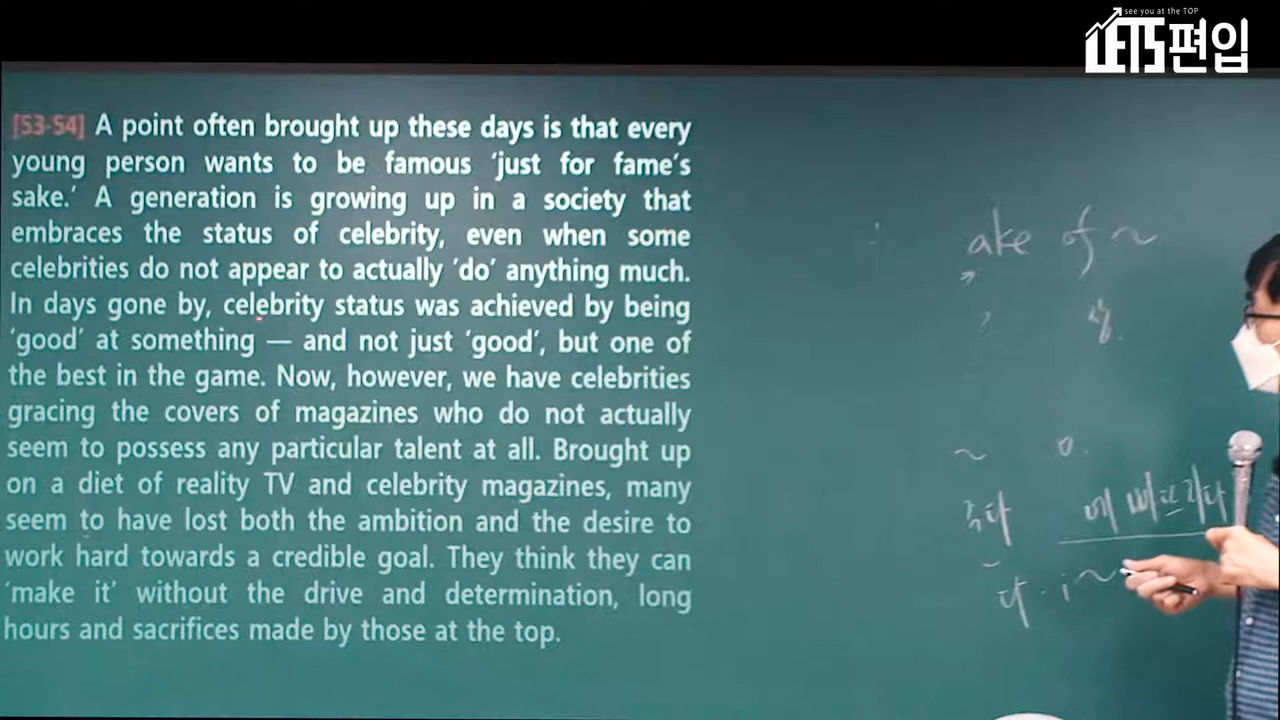 see you at the TOP
LETS편입
[53-54] A point often brought up these days is that every
young person wants to be famous 'just for fame's
sake.' A generation is growing up in a society that
embraces the status of celebrity, even when some
celebrities do not appear to actually 'do' anything much.
In days gone by, celebrity status was achieved by being
'good' at something — and not just 'good', but one of
the best in the game. Now, however, we have celebrities
gracing the covers of magazines who do not actually
seem to possess any particular talent at all. Brought up
on a diet of reality TV and celebrity magazines, many
seem to have lost both the ambition and the desire to
work hard towards a credible goal. They think they can
'make it' without the drive and determination, long
hours and sacrifices made by those at the top.
ake of ~
에 빠뜨리다